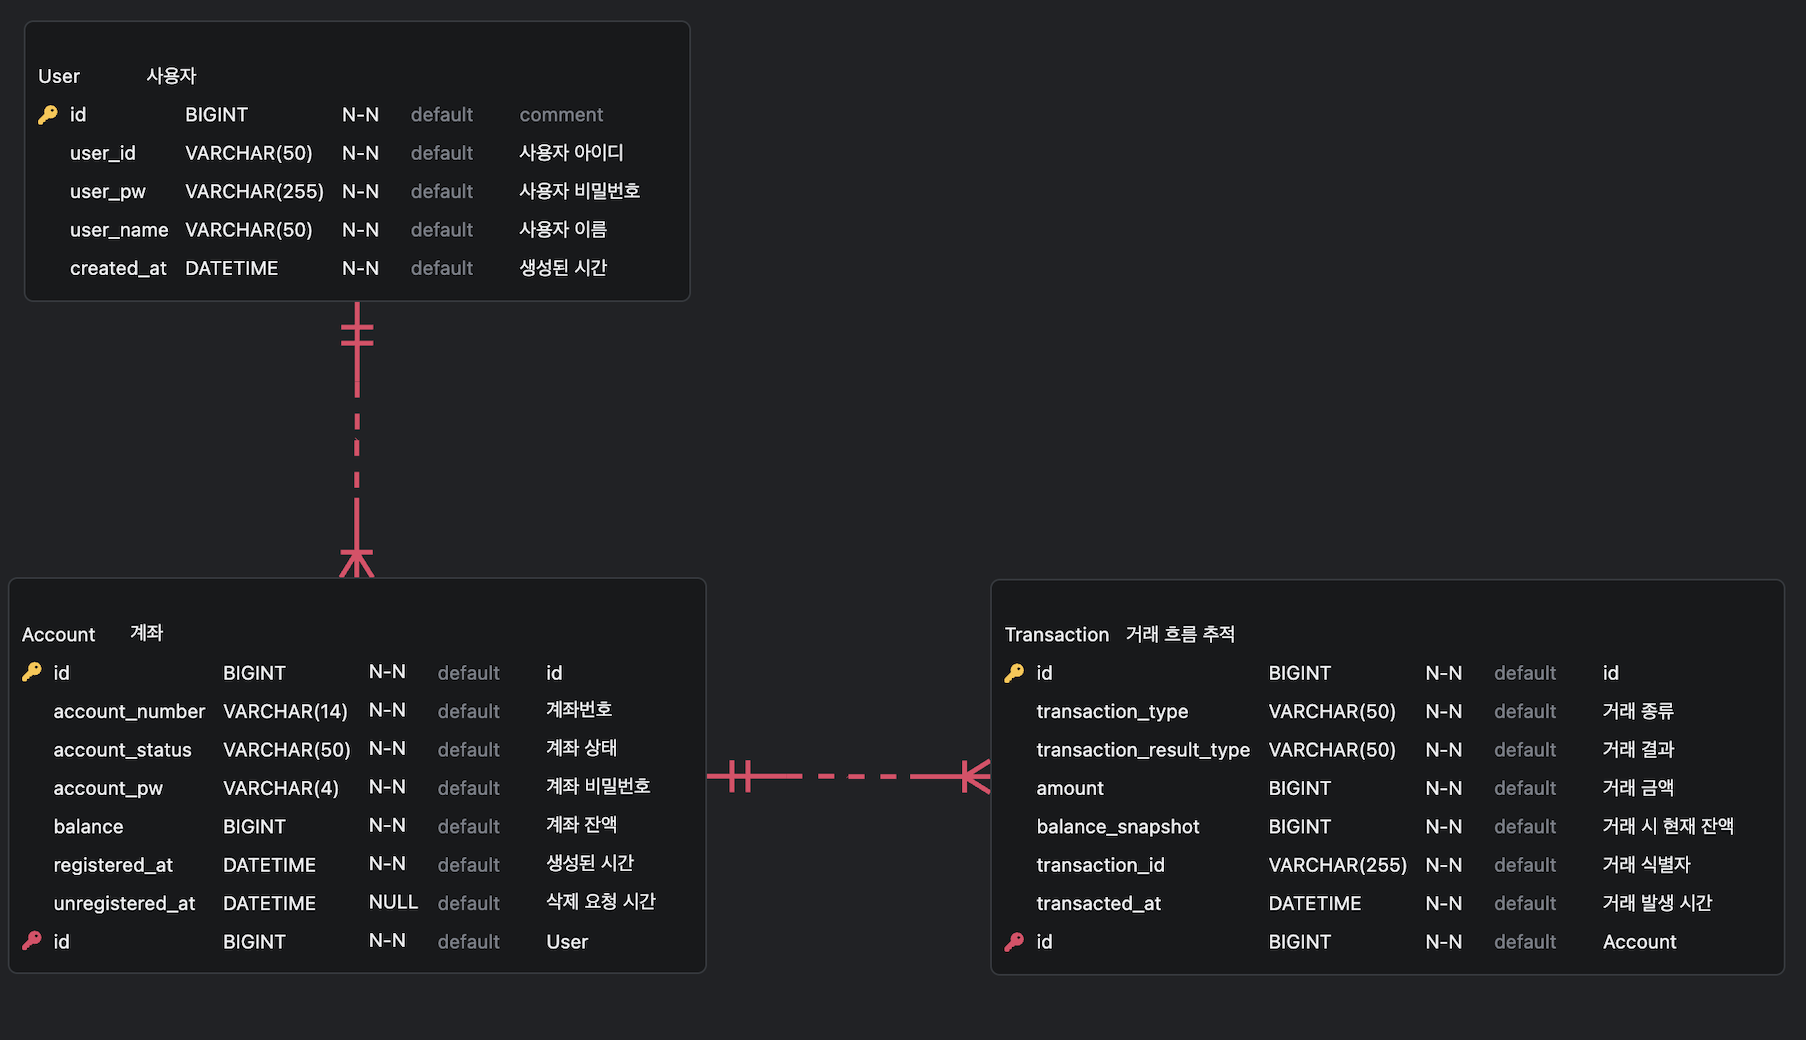 User 사용자
id BIGINT N-N default comment
user_id VARCHAR(50) N-N default 사용자 아이디
user_pw VARCHAR(255) N-N default 사용자 비밀번호
user_name VARCHAR(50) N-N default 사용자 이름
created_at DATETIME N-N default 생성된 시간
Account 계좌
id BIGINT N-N default id
account_number VARCHAR(14) N-N default 계좌번호
account_status VARCHAR(50) N-N default 계좌 상태
account_pw VARCHAR(4) N-N default 계좌 비밀번호
balance BIGINT N-N default 계좌 잔액
registered_at DATETIME N-N default 생성된 시간
unregistered_at DATETIME NULL default 삭제 요청 시간
id BIGINT N-N default User
Transaction 거래 흐름 추적
id BIGINT N-N default id
transaction_type VARCHAR(50) N-N default 거래 종류
transaction_result_type VARCHAR(50) N-N default 거래 결과
amount BIGINT N-N default 거래 금액
balance_snapshot BIGINT N-N default 거래 시 현재 잔액
transaction_id VARCHAR(255) N-N default 거래 식별자
transacted_at DATETIME N-N default 거래 발생 시간
id BIGINT N-N default Account